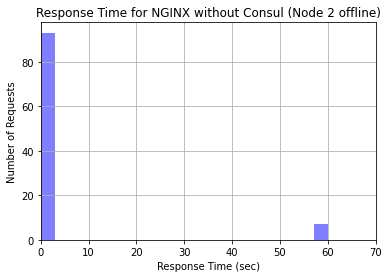 Response Time for NGINX without Consul (Node 2 offline)
80
60
40
20
0
Number of Requests
0 10 20 30 40 50 60 70
Response Time (sec)